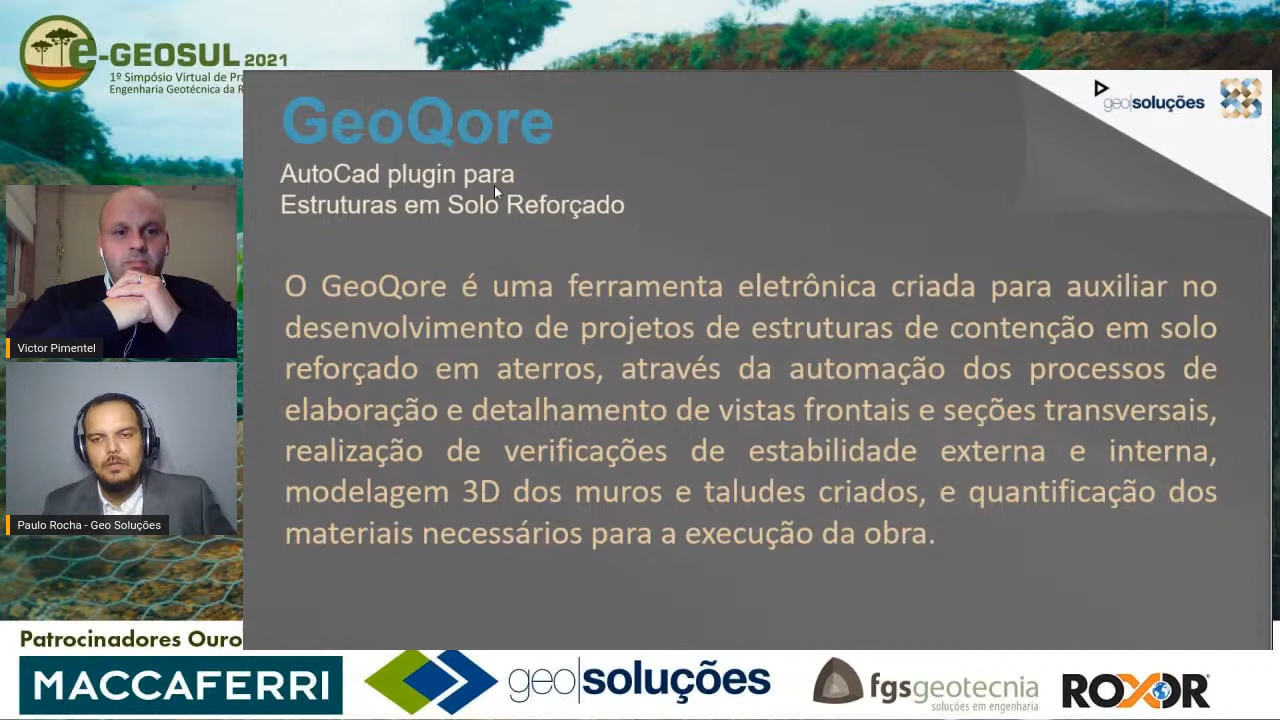 e-GEOSUL 2021
1º Simpósio Virtual de Pr
Engenharia Geotécnica da R
GeoQore
geo|soluções
AutoCad plugin para
Estruturas em Solo Reforçado
O GeoQore é uma ferramenta eletrônica criada para auxiliar no
desenvolvimento de projetos de estruturas de contenção em solo
reforçado em aterros, através da automação dos processos de
elaboração e detalhamento de vistas frontais e seções transversais,
realização de verificações de estabilidade externa e interna,
modelagem 3D dos muros e taludes criados, e quantificação dos
materiais necessários para a execução da obra.
Victor Pimentel
Paulo Rocha - Geo Soluções
Patrocinadores Ouro
MACCAFERRI
geo|soluções
fgsgeotecnia
soluções em engenharia
ROXOR